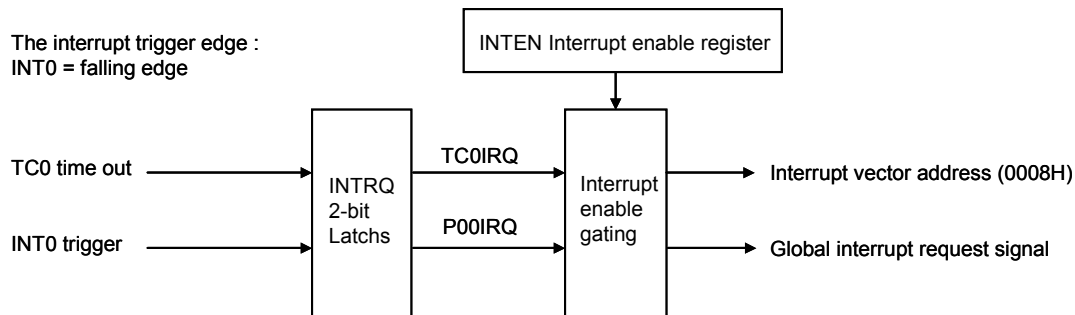 The interrupt trigger edge :
INT0 = falling edge
INTEN Interrupt enable register
TC0 time out
INT0 trigger
INTRQ
2-bit
Latchs
TC0IRQ
P00IRQ
Interrupt
enable
gating
Interrupt vector address (0008H)
Global interrupt request signal